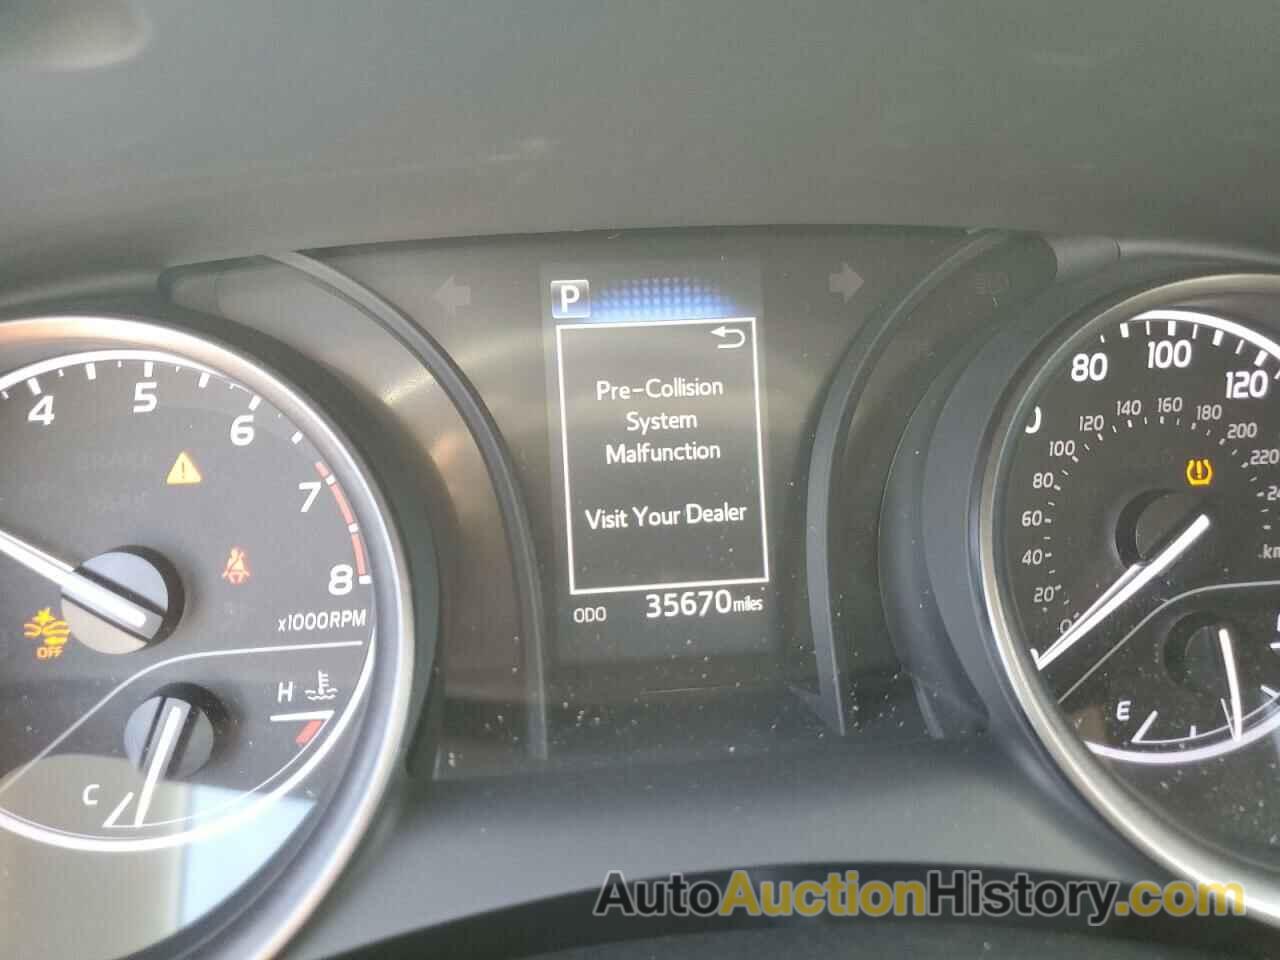 P
Pre-Collision
System
Malfunction
Visit Your Dealer
ODO 35670 miles
4 5 6 7 8
x1000RPM
OFF
H
C
80 100 120
0 20 40 60 80 100 120 140 160 180 200 220
E
AutoAuctionHistory.com